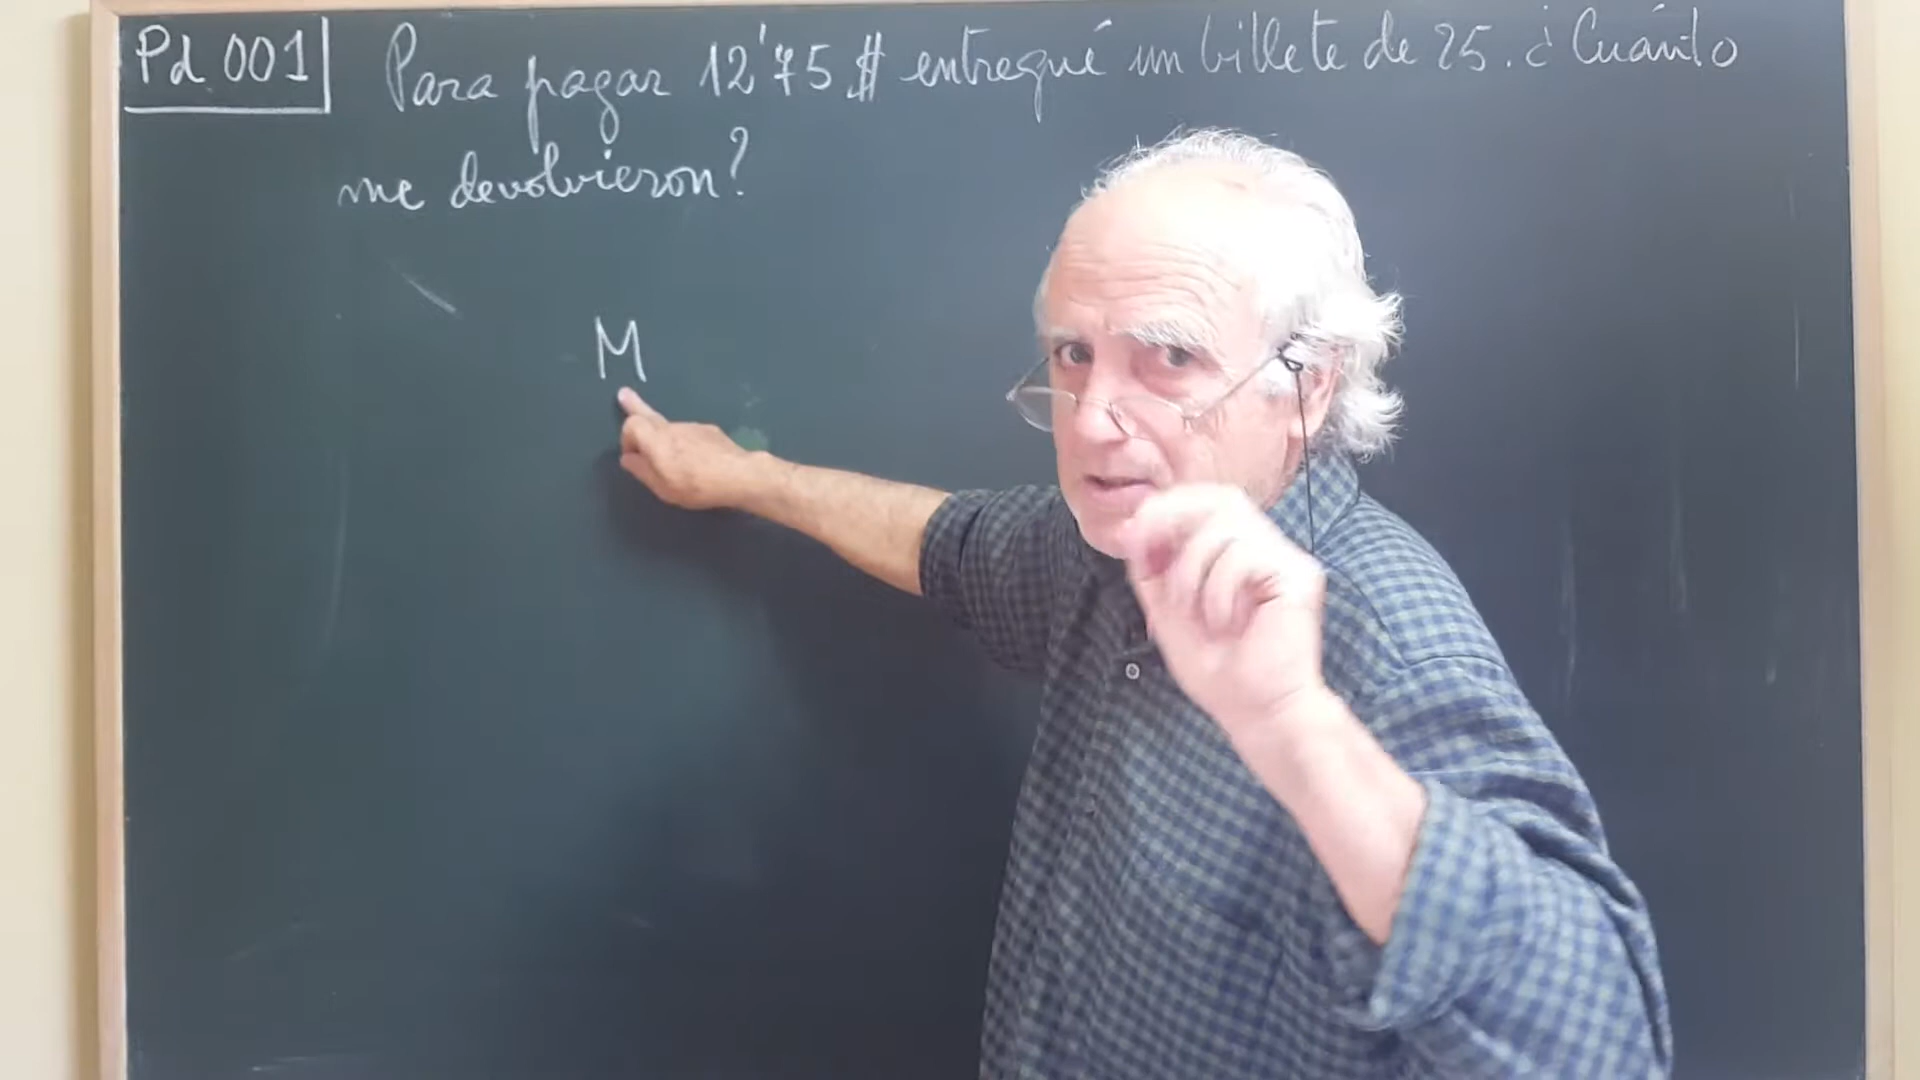 Pd 001
Para pagar 12'75 $ entregué un billete de 25. ¿Cuánto
me devolvieron?
M